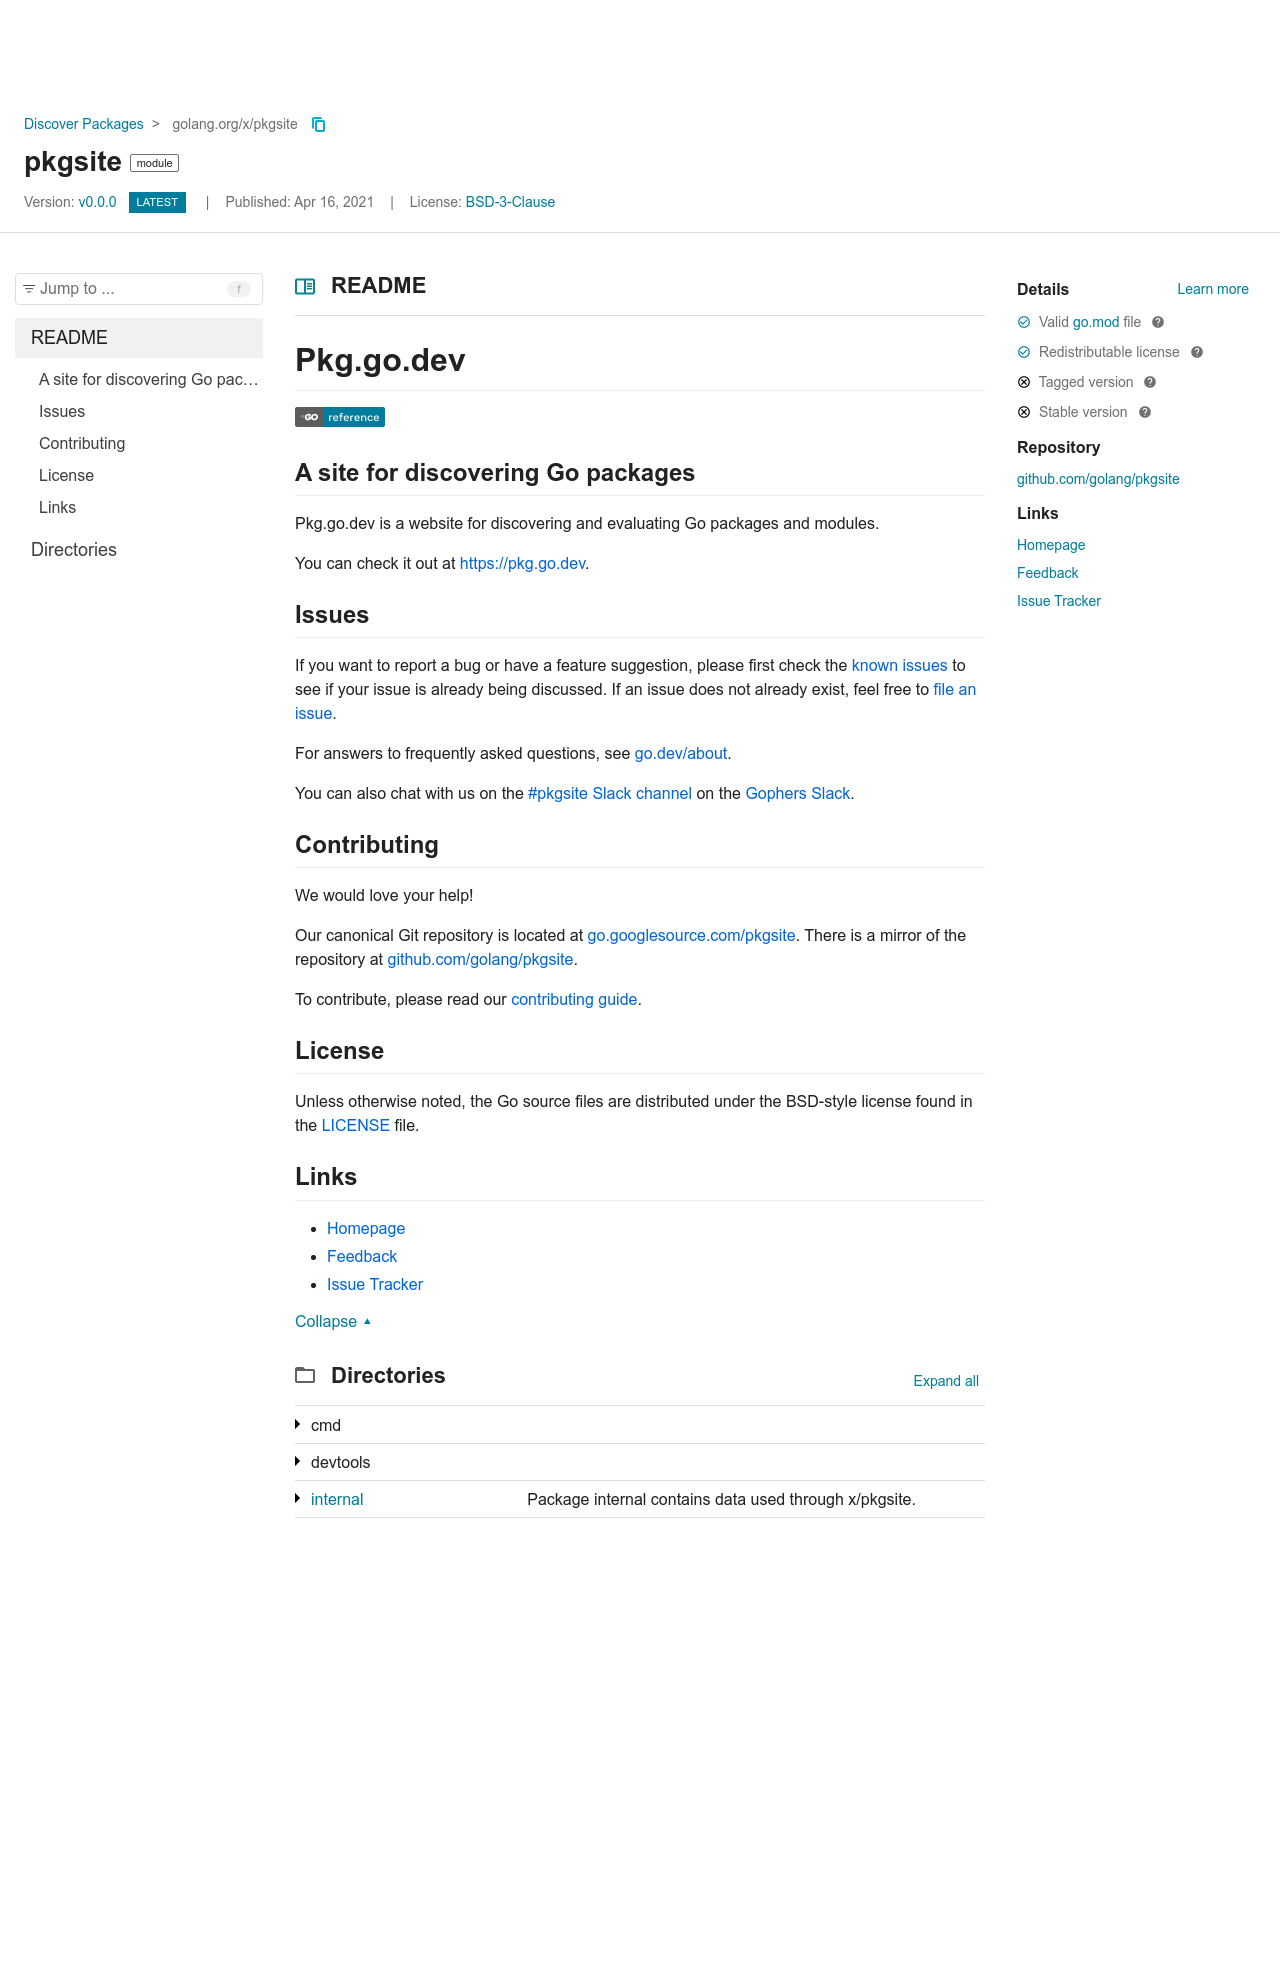 Discover Packages > golang.org/x/pkgsite
pkgsite module
Version: v0.0.0 LATEST | Published: Apr 16, 2021 | License: BSD-3-Clause
Jump to ... f
README
A site for discovering Go pac…
Issues
Contributing
License
Links
Directories
README
Pkg.go.dev
GO reference
A site for discovering Go packages
Pkg.go.dev is a website for discovering and evaluating Go packages and modules.
You can check it out at https://pkg.go.dev.
Issues
If you want to report a bug or have a feature suggestion, please first check the known issues to
see if your issue is already being discussed. If an issue does not already exist, feel free to file an
issue.
For answers to frequently asked questions, see go.dev/about.
You can also chat with us on the #pkgsite Slack channel on the Gophers Slack.
Contributing
We would love your help!
Our canonical Git repository is located at go.googlesource.com/pkgsite. There is a mirror of the
repository at github.com/golang/pkgsite.
To contribute, please read our contributing guide.
License
Unless otherwise noted, the Go source files are distributed under the BSD-style license found in
the LICENSE file.
Links
• Homepage
• Feedback
• Issue Tracker
Collapse
Directories Expand all
cmd
devtools
internal Package internal contains data used through x/pkgsite.
Details Learn more
Valid go.mod file
Redistributable license
Tagged version
Stable version
Repository
github.com/golang/pkgsite
Links
Homepage
Feedback
Issue Tracker